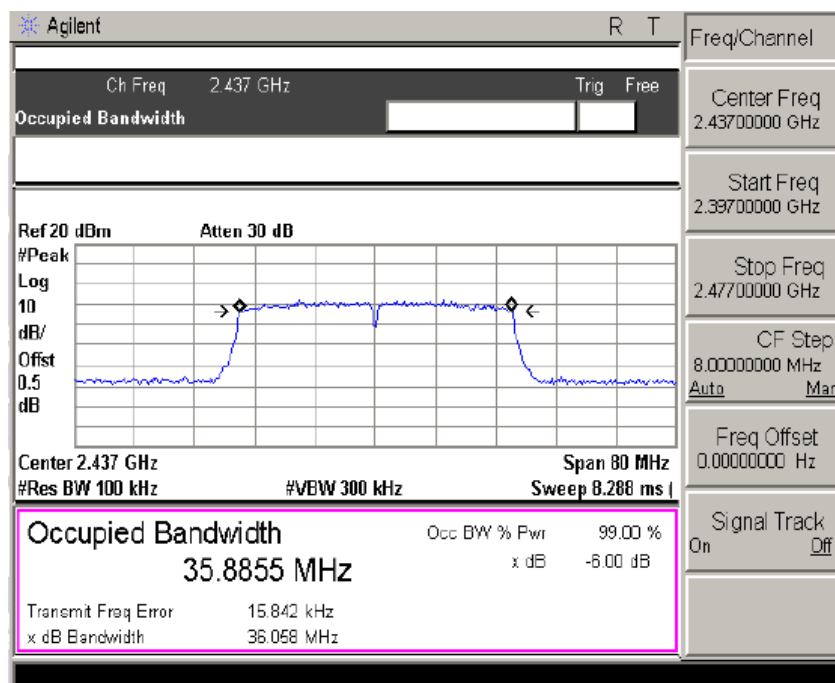 Agilent R T
Freq/Channel
Ch Freq 2.437 GHz Trig Free
Occupied Bandwidth
Center Freq
2.43700000 GHz
Start Freq
2.39700000 GHz
Stop Freq
2.47700000 GHz
CF Step
8.00000000 MHz
Auto Man
Freq Offset
0.00000000 Hz
Signal Track
On Off
Ref 20 dBm Atten 30 dB
#Peak
Log
10
dB/
Offst
0.5
dB
Center 2.437 GHz Span 80 MHz
#Res BW 100 kHz #VBW 300 kHz Sweep 8.288 ms (
Occupied Bandwidth
35.8855 MHz
Occ BW % Pwr 99.00 %
x dB -6.00 dB
Transmit Freq Error 15.842 kHz
x dB Bandwidth 36.058 MHz